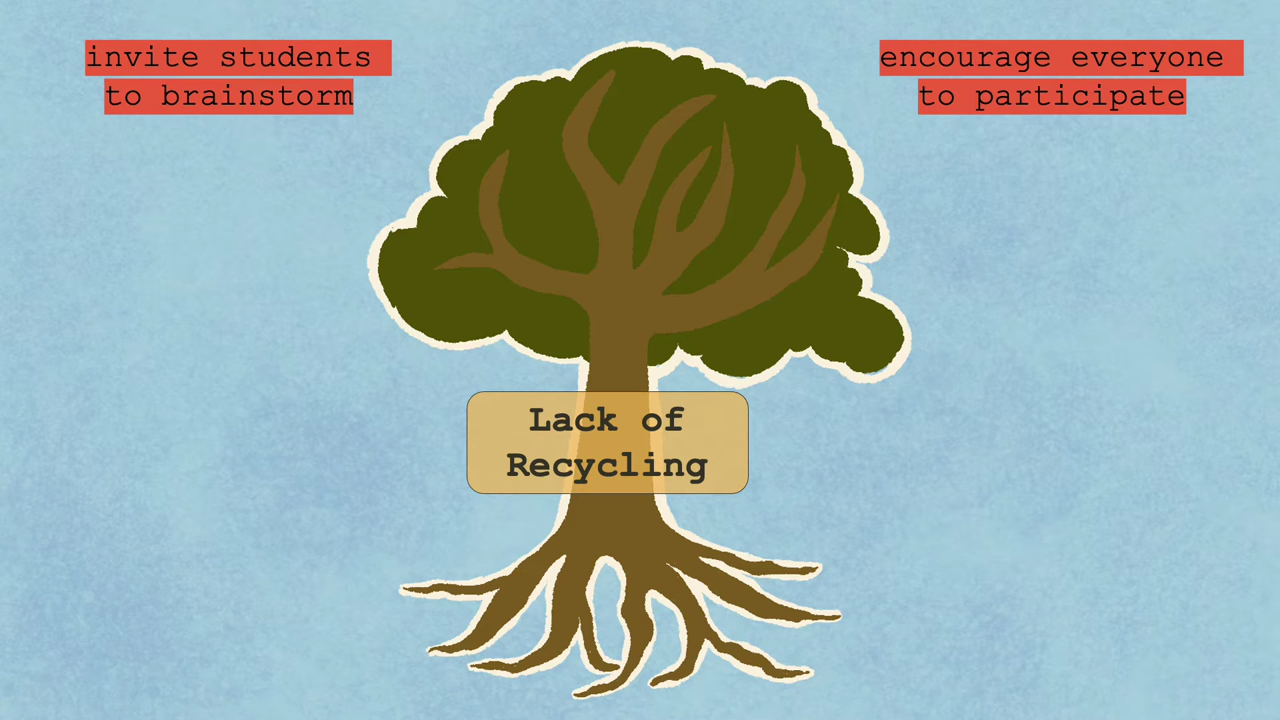 invite students
to brainstorm
encourage everyone
to participate
Lack of
Recycling